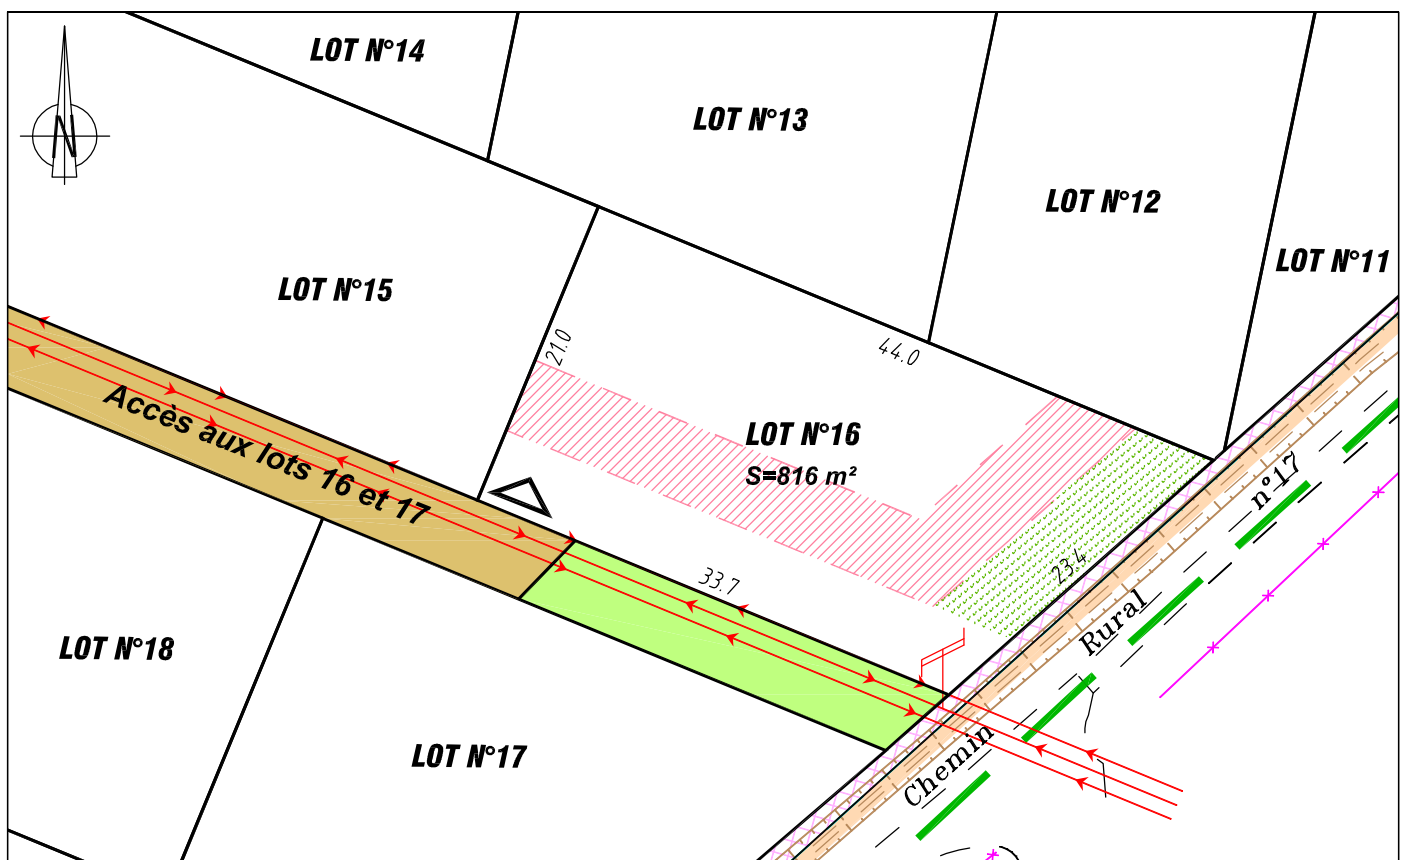 LOT N°14
LOT N°13
N
LOT N°12
LOT N°11
LOT N°15
21.0
44.0
Accès aux lots 16 et 17
LOT N°16
S=816 m²
33.7
23.4
Chemin Rural n°17
LOT N°18
LOT N°17